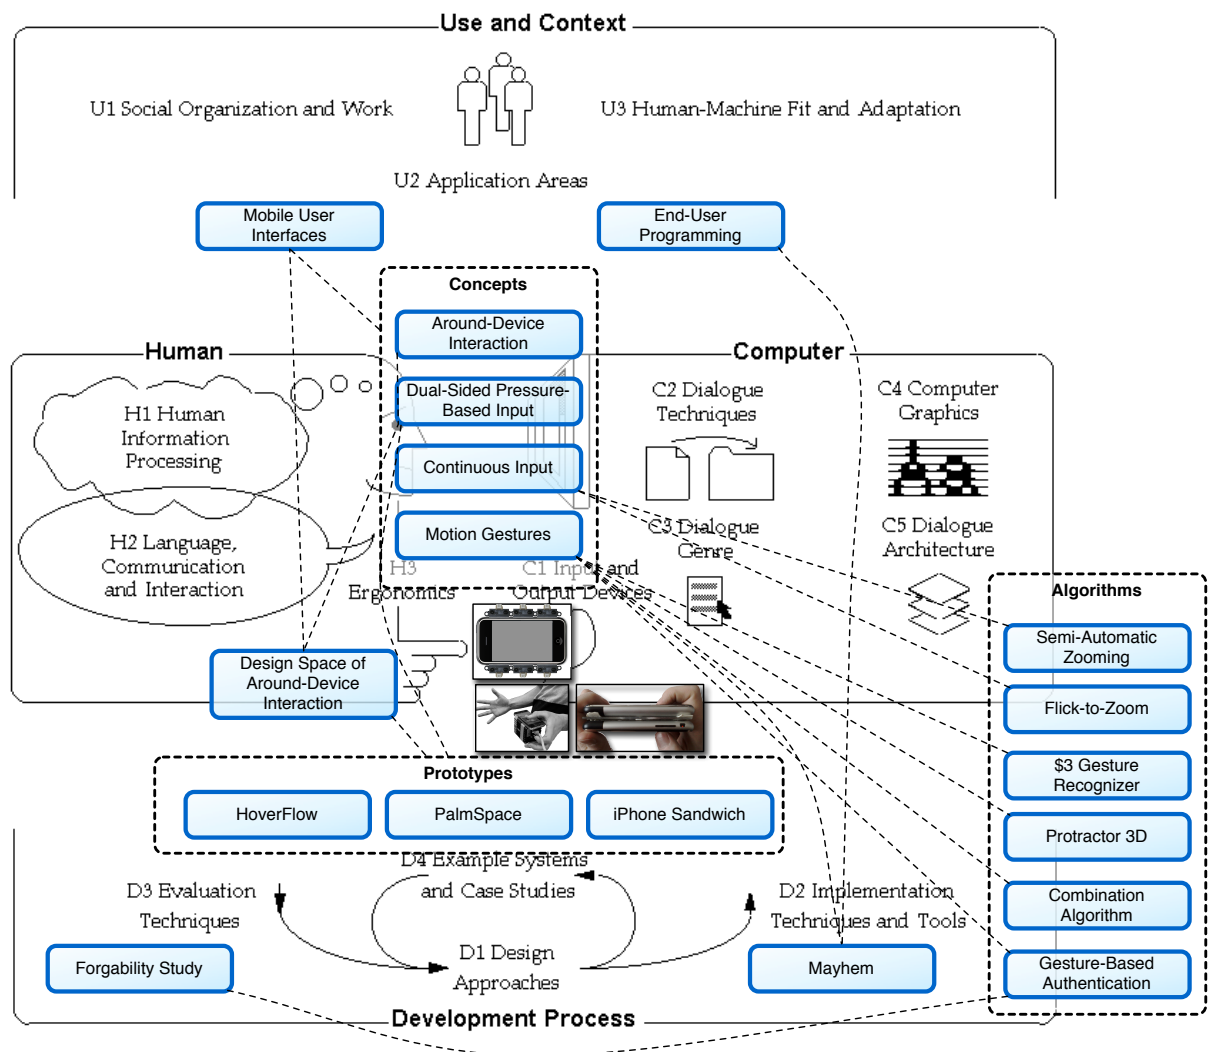 Use and Context
U1 Social Organization and Work
U3 Human-Machine Fit and Adaptation
U2 Application Areas
Mobile User
Interfaces
End-User
Programming
Concepts
Around-Device
Interaction
Dual-Sided Pressure-
Based Input
Continuous Input
Motion Gestures
Human
H1 Human
Information
Processing
H2 Language,
Communication
and Interaction
H3
Ergonomics
Computer
C1 Input and
Output Devices
C2 Dialogue
Techniques
C3 Dialogue
Genre
C4 Computer
Graphics
C5 Dialogue
Architecture
Algorithms
Semi-Automatic
Zooming
Flick-to-Zoom
$3 Gesture
Recognizer
Protractor 3D
Combination
Algorithm
Gesture-Based
Authentication
Design Space of
Around-Device
Interaction
Prototypes
HoverFlow
PalmSpace
iPhone Sandwich
D4 Example Systems
and Case Studies
D3 Evaluation
Techniques
D2 Implementation
Techniques and Tools
D1 Design
Approaches
Forgability Study
Mayhem
Development Process